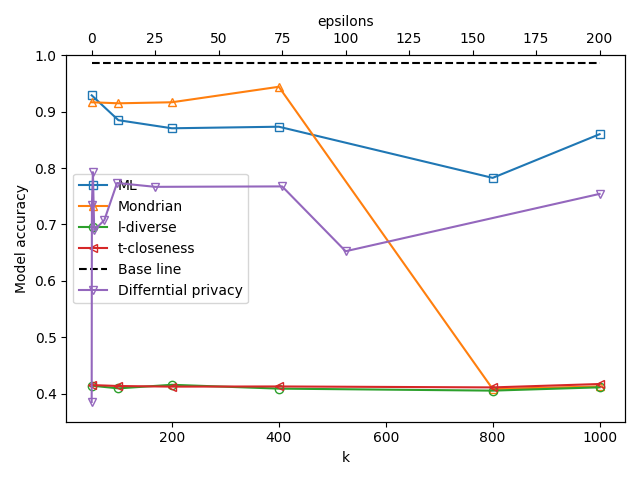 epsilons
0 25 50 75 100 125 150 175 200
1.0
0.9
0.8
0.7
0.6
0.5
0.4
Model accuracy
ML
Mondrian
l-diverse
t-closeness
Base line
Differntial privacy
200 400 600 800 1000
k